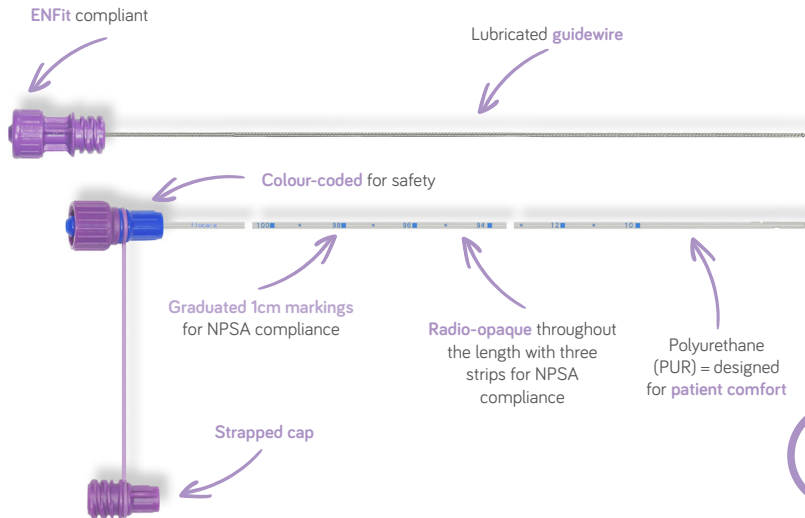 ENFit compliant
Lubricated guidewire
Colour-coded for safety
flocare 100 98 96 94 12 10
Graduated 1cm markings
for NPSA compliance
Radio-opaque throughout
the length with three
strips for NPSA
compliance
Polyurethane
(PUR) = designed
for patient comfort
Strapped cap